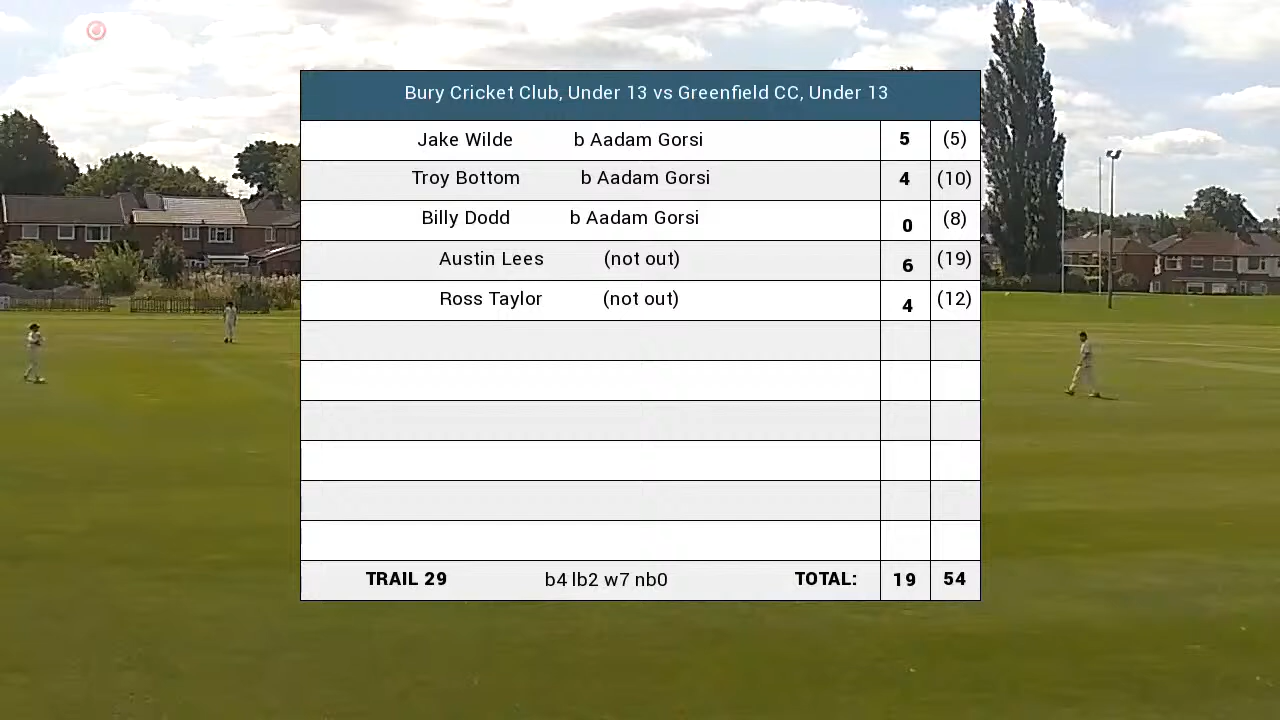 Bury Cricket Club, Under 13 vs Greenfield CC, Under 13
Jake Wilde b Aadam Gorsi 5 (5)
Troy Bottom b Aadam Gorsi 4 (10)
Billy Dodd b Aadam Gorsi 0 (8)
Austin Lees (not out) 6 (19)
Ross Taylor (not out) 4 (12)
TRAIL 29 b4 lb2 w7 nb0 TOTAL: 19 54